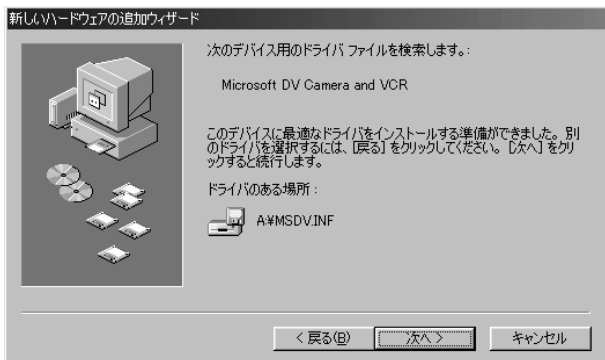 新しいハードウェアの追加ウィザード
次のデバイス用のドライバ ファイルを検索します。:
Microsoft DV Camera and VCR
このデバイスに最適なドライバをインストールする準備ができました。別
のドライバを選択するには、[戻る] をクリックしてください。[次へ] をクリ
ックすると続行します。
ドライバのある場所 :
A:¥MSDV.INF
< 戻る(B)
次へ >
キャンセル